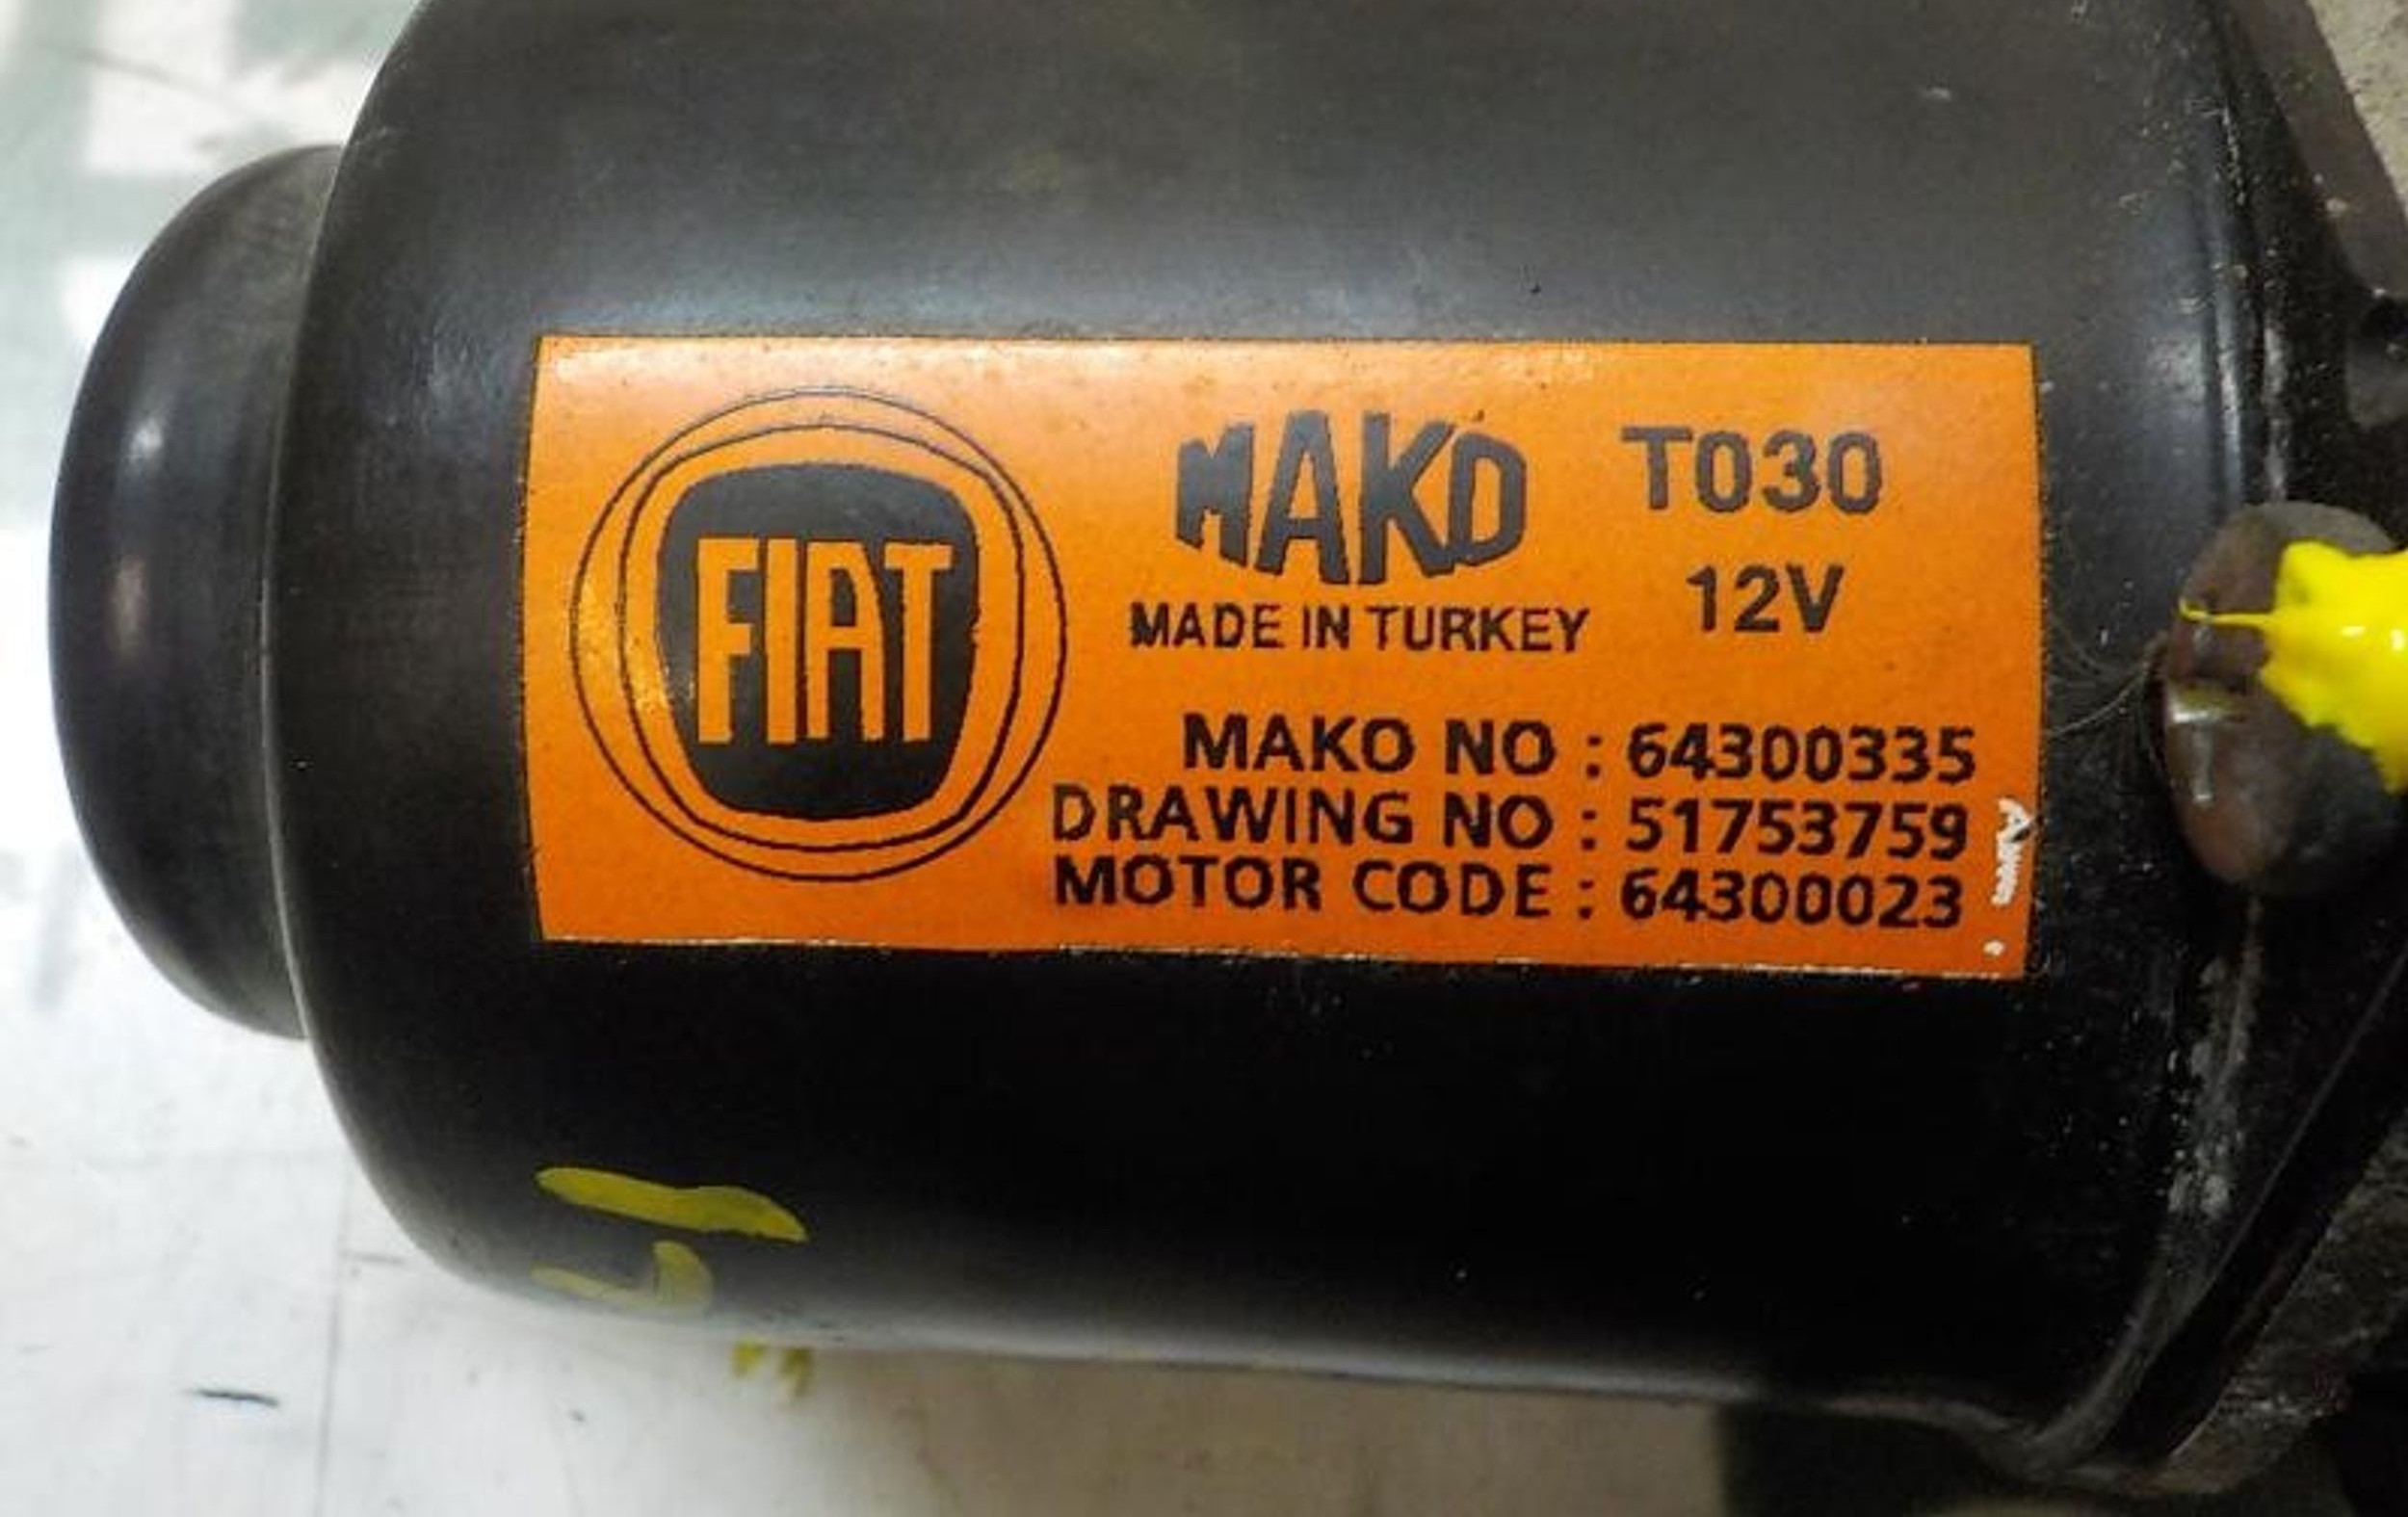 FIAT
MAKO T030
12V
MADE IN TURKEY
MAKO NO : 64300335
DRAWING NO : 51753759
MOTOR CODE : 64300023